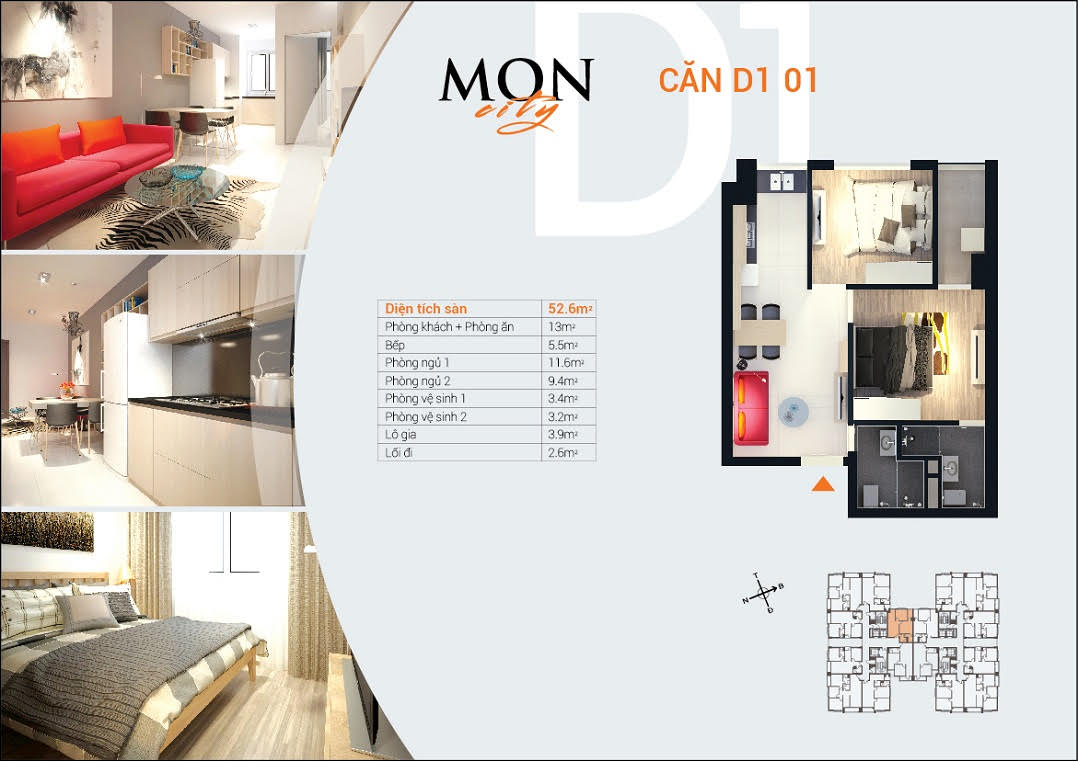 MON
city
CĂN D1 01
D1
Diện tích sàn 52.6m²
Phòng khách + Phòng ăn 13m²
Bếp 5.5m²
Phòng ngủ 1 11.6m²
Phòng ngủ 2 9.4m²
Phòng vệ sinh 1 3.4m²
Phòng vệ sinh 2 3.2m²
Lô gia 3.9m²
Lối đi 2.6m²
T
B
N
Đ